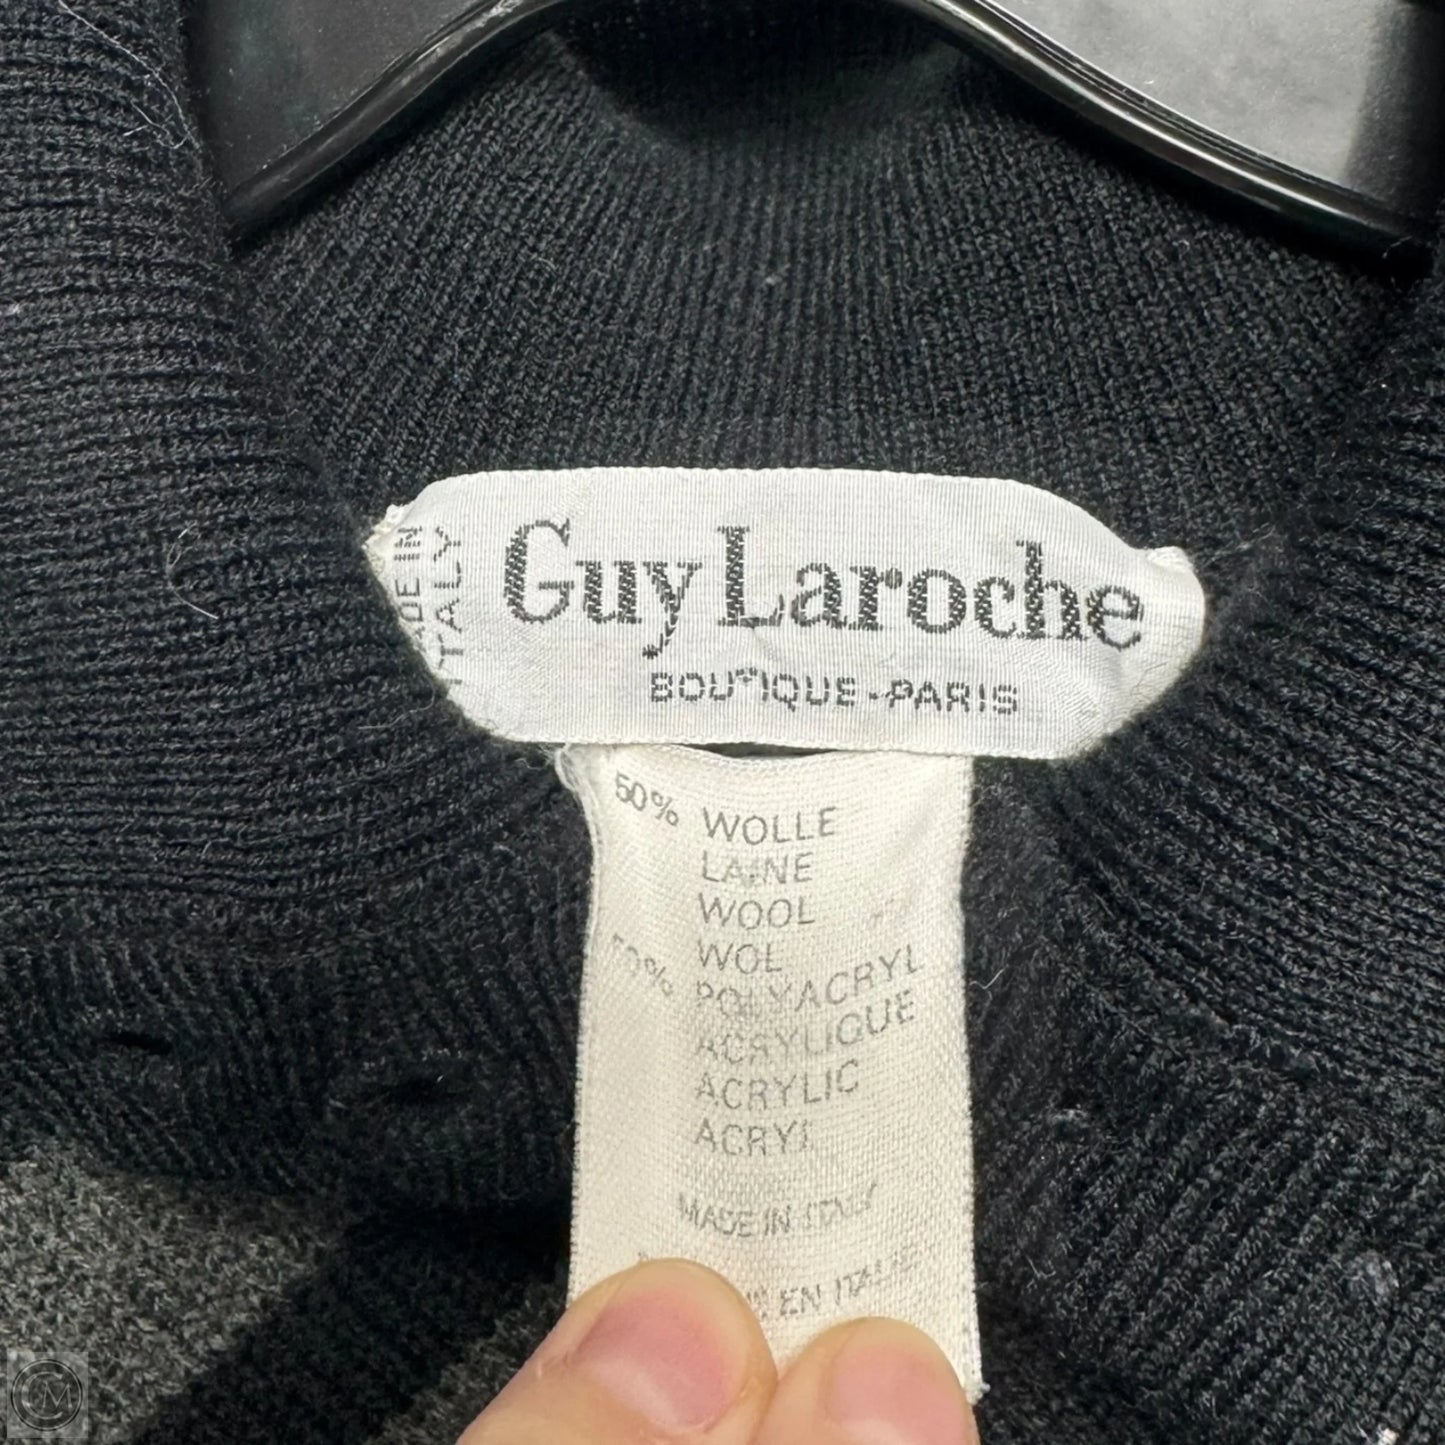 MADE IN
ITALY
Guy Laroche
BOUTIQUE - PARIS
50% WOLLE
LAINE
WOOL
WOL
50% POLYACRYL
ACRYLIQUE
ACRYLIC
ACRYL
MADE IN ITALY
EN ITALIE
CM